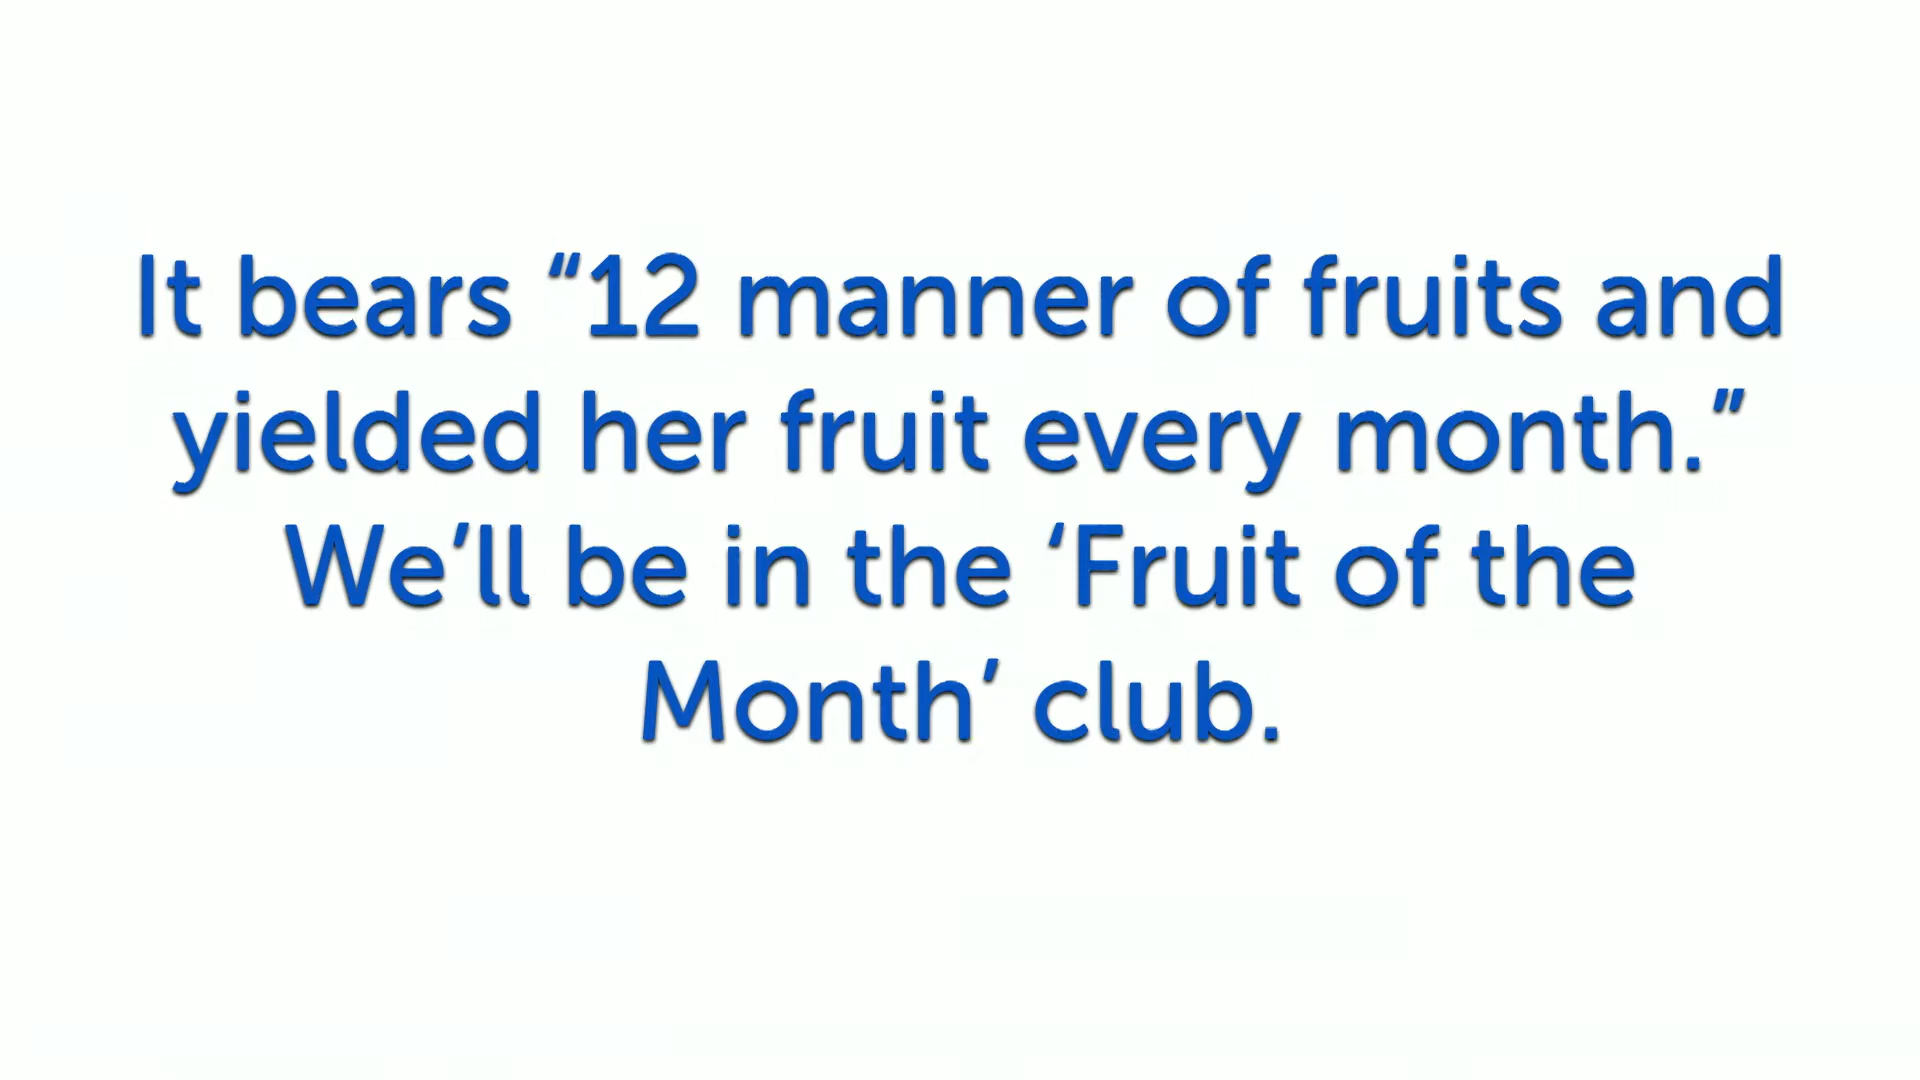 It bears “12 manner of fruits and
yielded her fruit every month.”
We’ll be in the ‘Fruit of the
Month’ club.